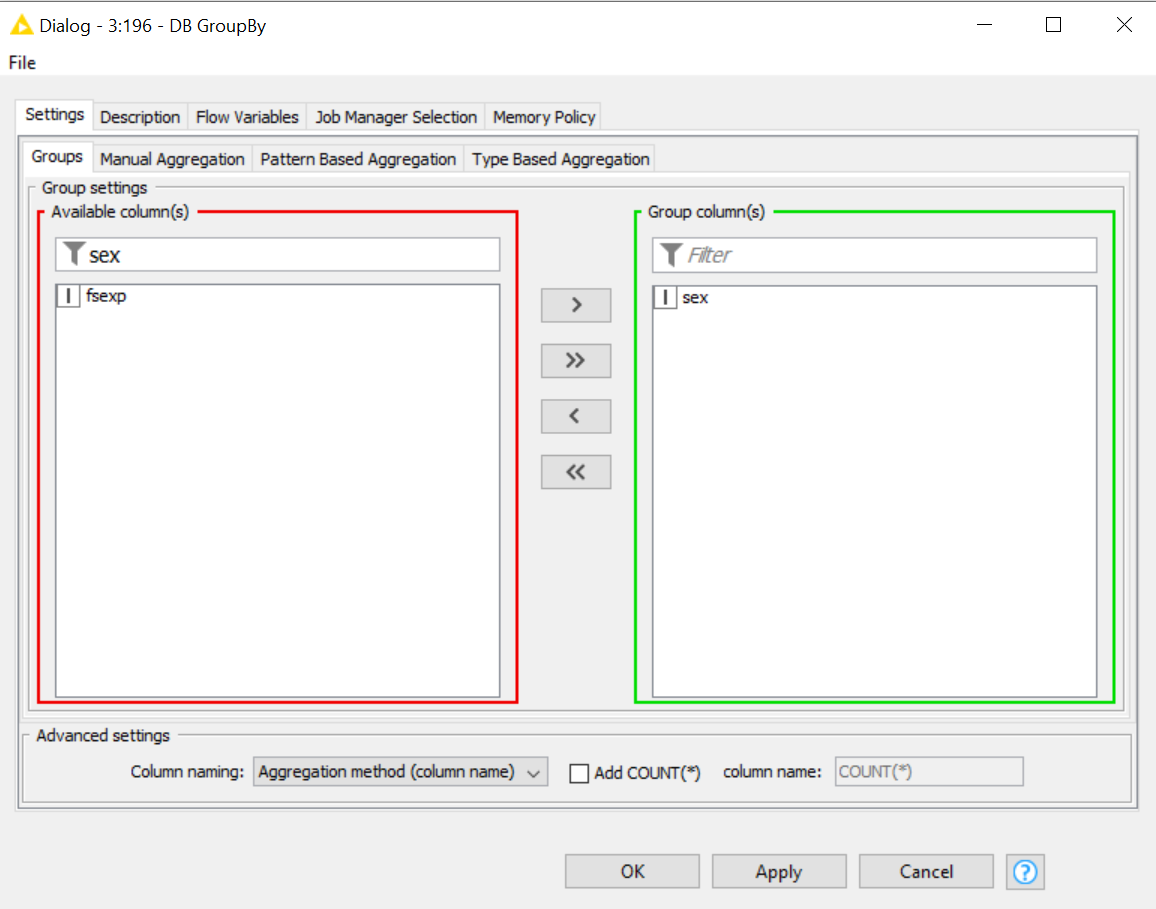 Dialog - 3:196 - DB GroupBy
File
Settings Description Flow Variables Job Manager Selection Memory Policy
Groups Manual Aggregation Pattern Based Aggregation Type Based Aggregation
Group settings
Available column(s) Group column(s)
sex Filter
I fsexp I sex
>
>>
<
<<
Advanced settings
Column naming: Aggregation method (column name) Add COUNT(*) column name: COUNT(*)
OK Apply Cancel ?